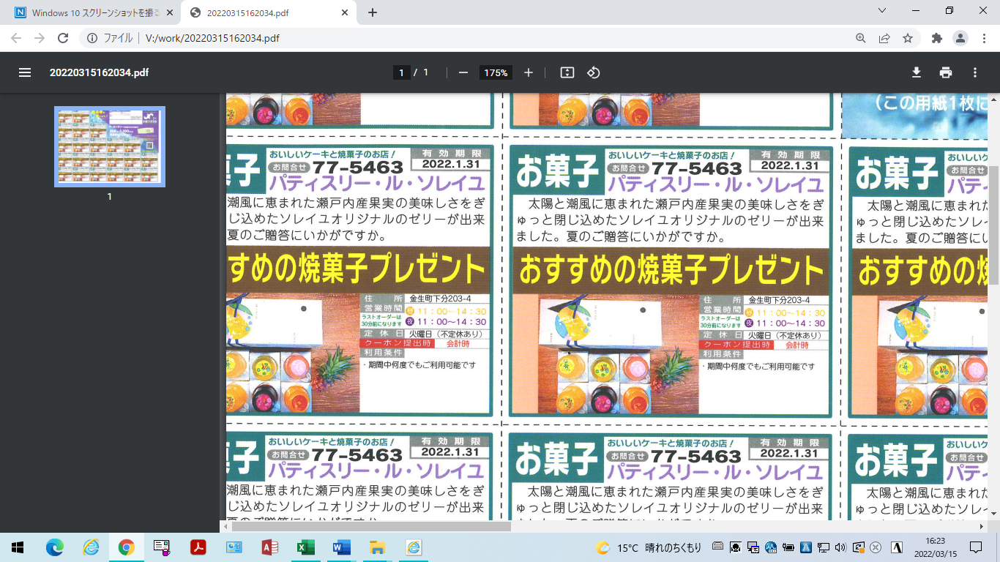 Windows 10 スクリーンショットを撮る
20220315162034.pdf
ファイル
V:/work/20220315162034.pdf
20220315162034.pdf
1 / 1
175%
1
(この用紙1枚に
菓子
おいしいケーキと焼菓子のお店!
お問合せ 77-5463
有効期限
2022.1.31
パティスリー・ル・ソレイユ
潮風に恵まれた瀬戸内産果実の美味しさをぎ
じ込めたソレイユオリジナルのゼリーが出来
夏のご贈答にいかがですか。
すめの焼菓子プレゼント
住所 金生町下分203-4
営業時間 昼 11:00～14:30
ラストオーダーは
30分前になります
夜 11:00～14:30
定休日 火曜日(不定休あり)
クーポン提出時 会計時
利用条件
・期間中何度でもご利用可能です
お菓子
おいしいケーキと焼菓子のお店!
お問合せ 77-5463
有効期限
2022.1.31
パティスリー・ル・ソレイユ
太陽と潮風に恵まれた瀬戸内産果実の美味しさをぎ
ゅっと閉じ込めたソレイユオリジナルのゼリーが出来
ました。夏のご贈答にいかがですか。
おすすめの焼菓子プレゼント
住所 金生町下分203-4
営業時間 昼 11:00～14:30
ラストオーダーは
30分前になります
夜 11:00～14:30
定休日 火曜日(不定休あり)
クーポン提出時 会計時
利用条件
・期間中何度でもご利用可能です
お菓子
おいしい
お問合せ
パティ
太陽と潮風に恵まれた
ゅっと閉じ込めたソレイ
ました。夏のご贈答にい
おすすめの焼
菓子
おいしいケーキと焼菓子のお店!
お問合せ 77-5463
有効期限
2022.1.31
パティスリー・ル・ソレイユ
潮風に恵まれた瀬戸内産果実の美味しさをぎ
じ込めたソレイユオリジナルのゼリーが出来
お菓子
おいしいケーキと焼菓子のお店!
お問合せ 77-5463
有効期限
2022.1.31
パティスリー・ル・ソレイユ
太陽と潮風に恵まれた瀬戸内産果実の美味しさをぎ
ゅっと閉じ込めたソレイユオリジナルのゼリーが出来
お菓子
おいしい
お問合せ
パティ
太陽と潮風に恵まれた
ゅっと閉じ込めたソレイ
15°C 晴れのちくもり
A
16:23
2022/03/15